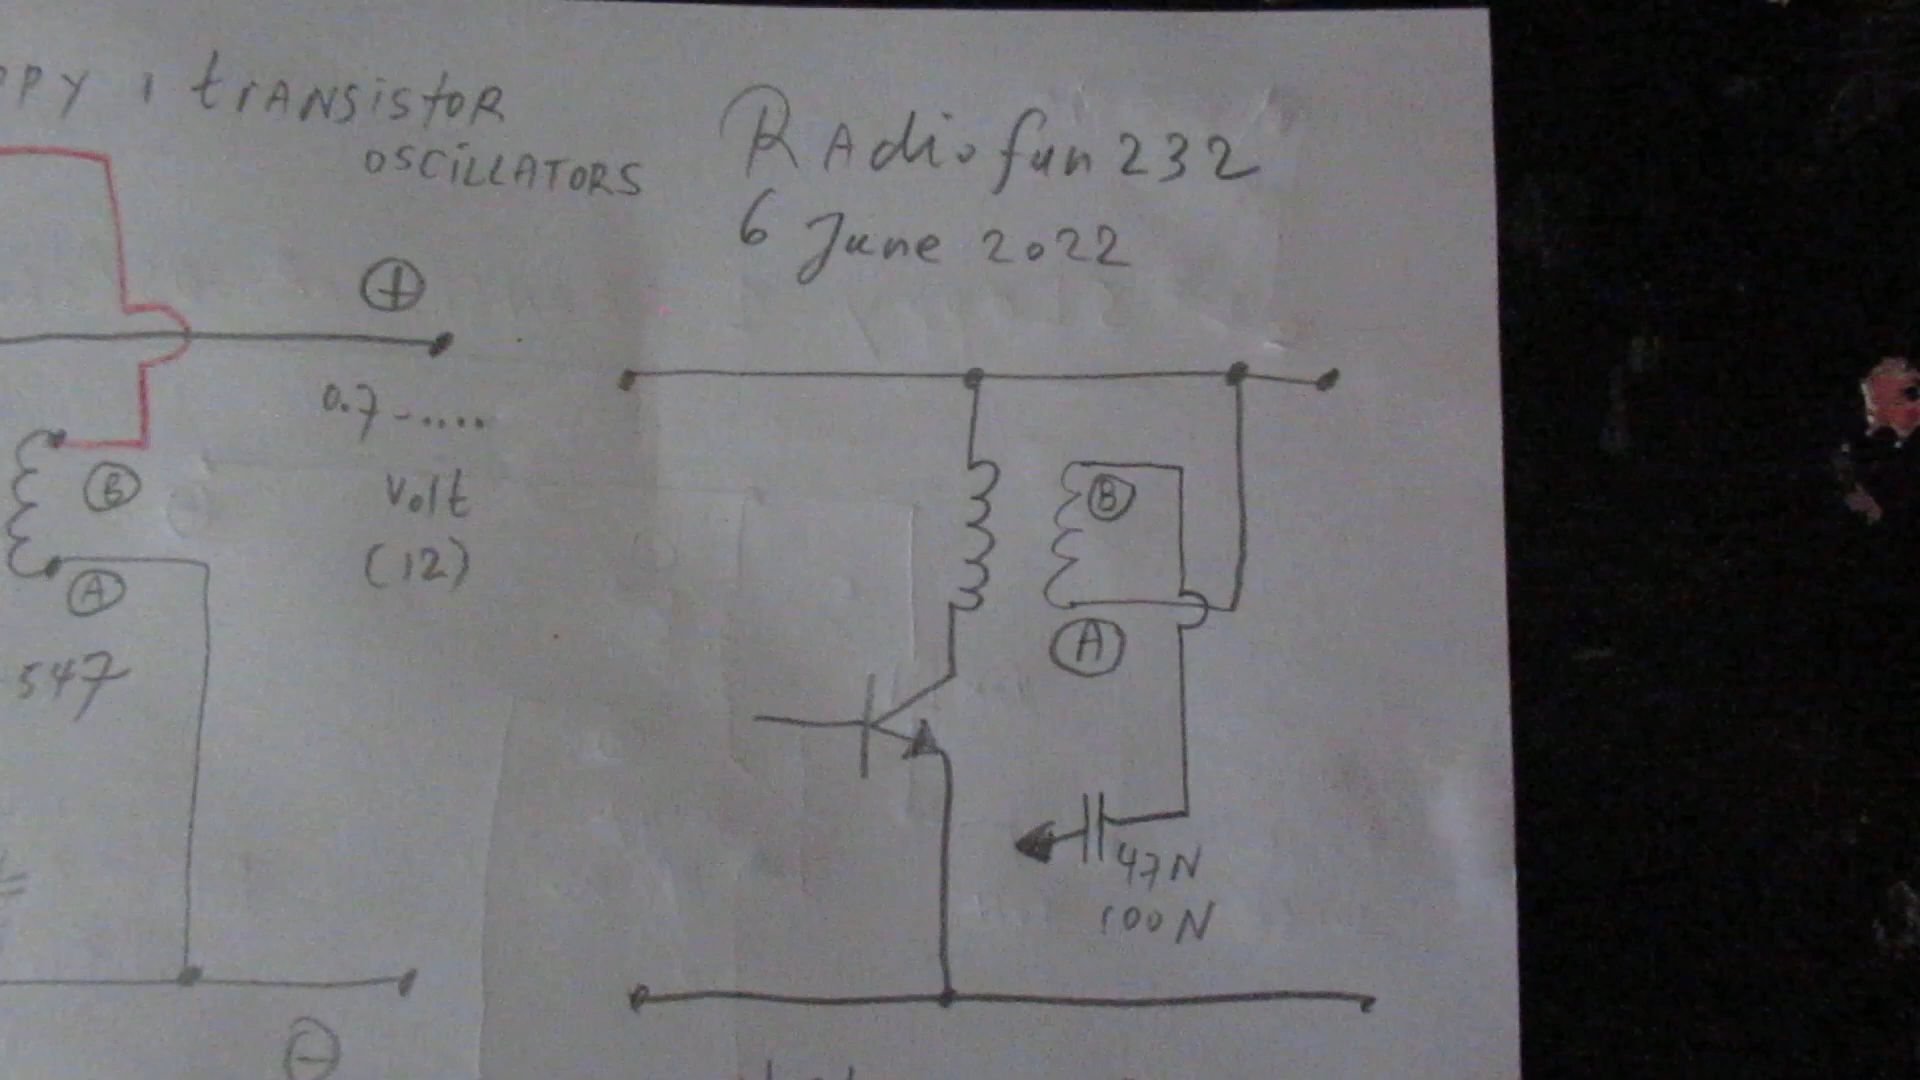 transistor
oscillators
Radiofun232
6 June 2022
+
0.7-.....
volt
(12)
B
A
547
B
A
47N
100N
-